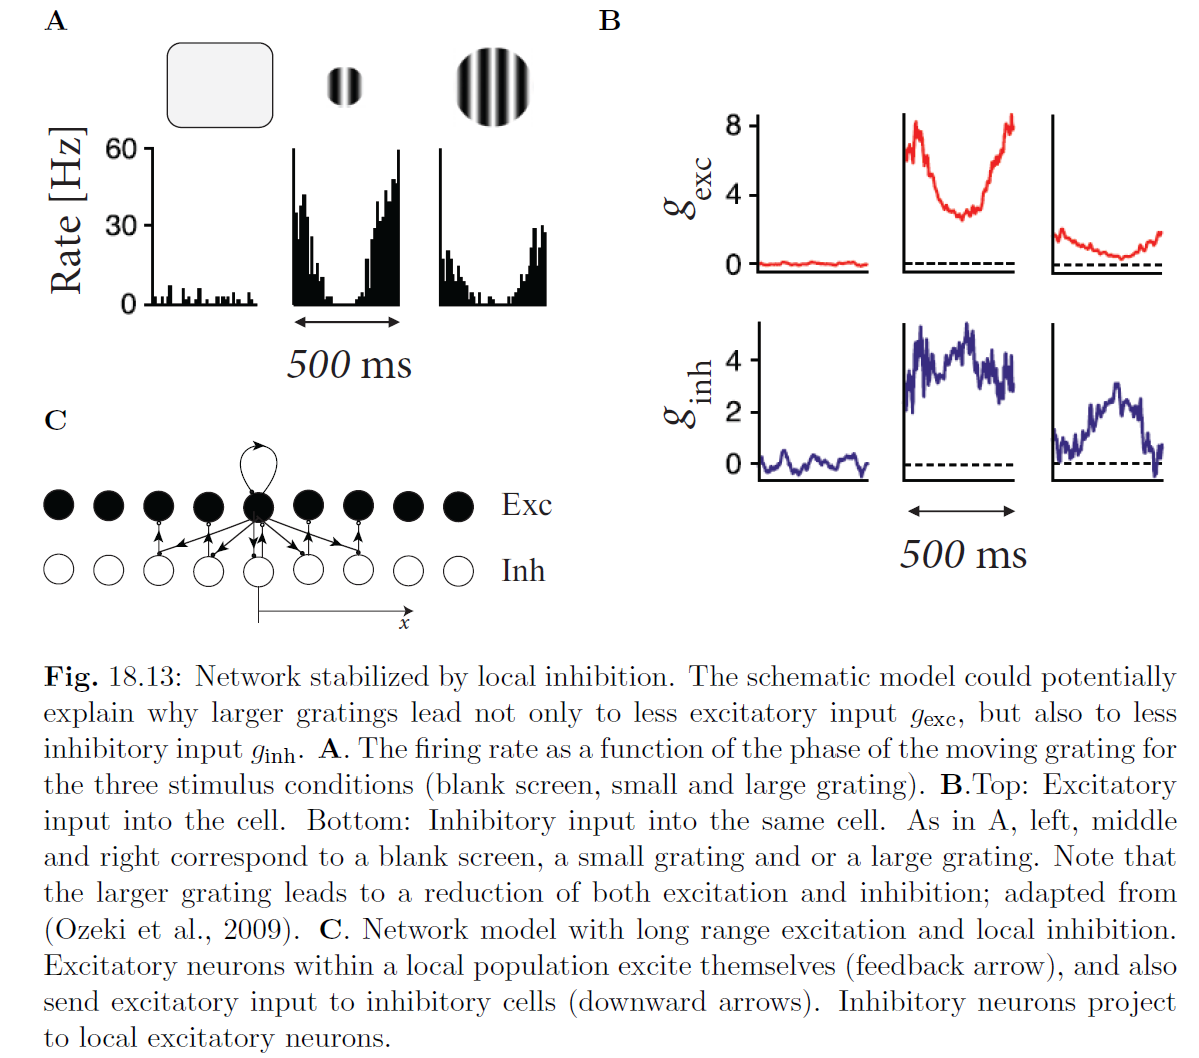 A
B
Rate [Hz]
60
30
0
500 ms
g exc
8
4
0
g inh
4
2
0
500 ms
C
Exc
Inh
x
Fig. 18.13: Network stabilized by local inhibition. The schematic model could potentially
explain why larger gratings lead not only to less excitatory input gexc, but also to less
inhibitory input ginh. A. The firing rate as a function of the phase of the moving grating for
the three stimulus conditions (blank screen, small and large grating). B.Top: Excitatory
input into the cell. Bottom: Inhibitory input into the same cell. As in A, left, middle
and right correspond to a blank screen, a small grating and or a large grating. Note that
the larger grating leads to a reduction of both excitation and inhibition; adapted from
(Ozeki et al., 2009). C. Network model with long range excitation and local inhibition.
Excitatory neurons within a local population excite themselves (feedback arrow), and also
send excitatory input to inhibitory cells (downward arrows). Inhibitory neurons project
to local excitatory neurons.